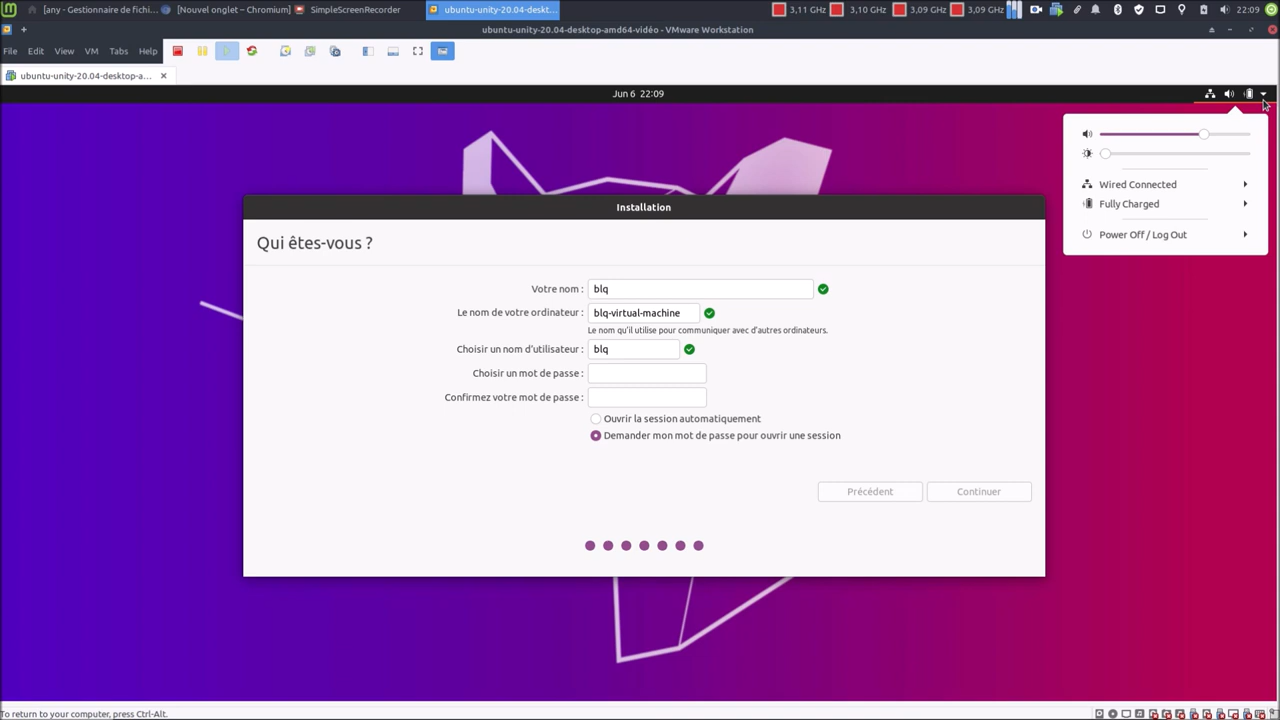 [any - Gestionnaire de fichi...
[Nouvel onglet - Chromium]
SimpleScreenRecorder
ubuntu-unity-20.04-deskt...
3,11 GHz
3,10 GHz
3,09 GHz
3,09 GHz
22:09
ubuntu-unity-20.04-desktop-amd64-vidéo - VMware Workstation
File Edit View VM Tabs Help
ubuntu-unity-20.04-desktop-a...
Jun 6 22:09
Wired Connected
Fully Charged
Power Off / Log Out
Installation
Qui êtes-vous ?
Votre nom : blq
Le nom de votre ordinateur : blq-virtual-machine
Le nom qu'il utilise pour communiquer avec d'autres ordinateurs.
Choisir un nom d'utilisateur : blq
Choisir un mot de passe :
Confirmez votre mot de passe :
Ouvrir la session automatiquement
Demander mon mot de passe pour ouvrir une session
Précédent Continuer
To return to your computer, press Ctrl-Alt.